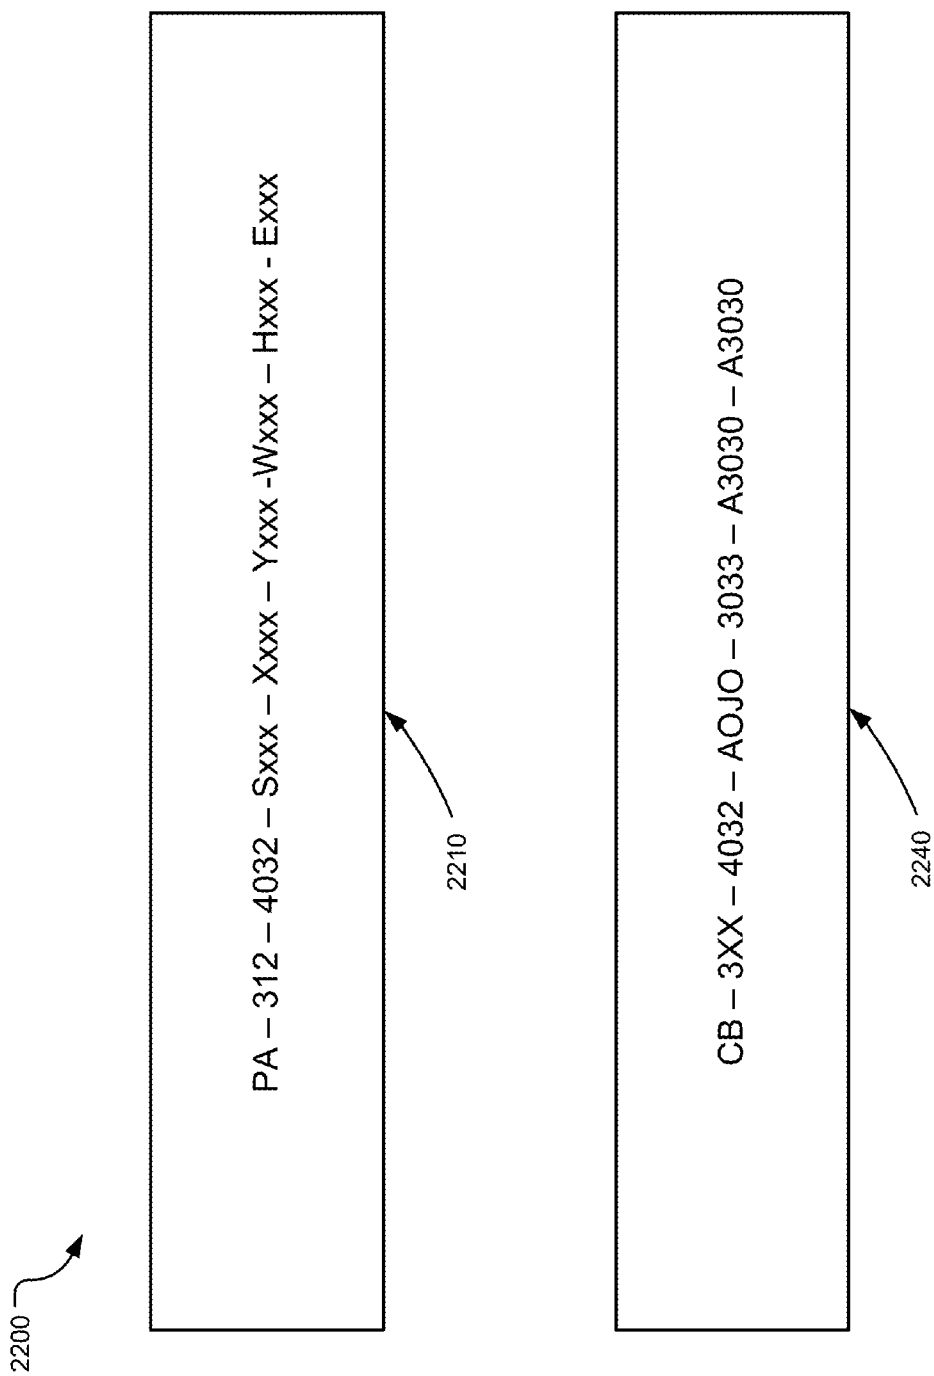 2200
PA – 312 – 4032 – Sxxx – Xxxx – Yxxx -Wxxx – Hxxx - Exxx
2210
CB – 3XX – 4032 – AOJO – 3033 – A3030 – A3030
2240